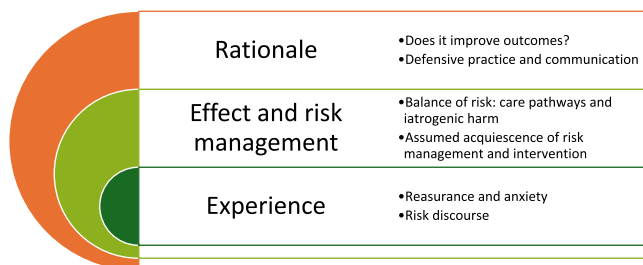 Rationale
•Does it improve outcomes?
•Defensive practice and communication
Effect and risk
management
•Balance of risk: care pathways and
iatrogenic harm
•Assumed acquiescence of risk
management and intervention
Experience
•Reasurance and anxiety
•Risk discourse